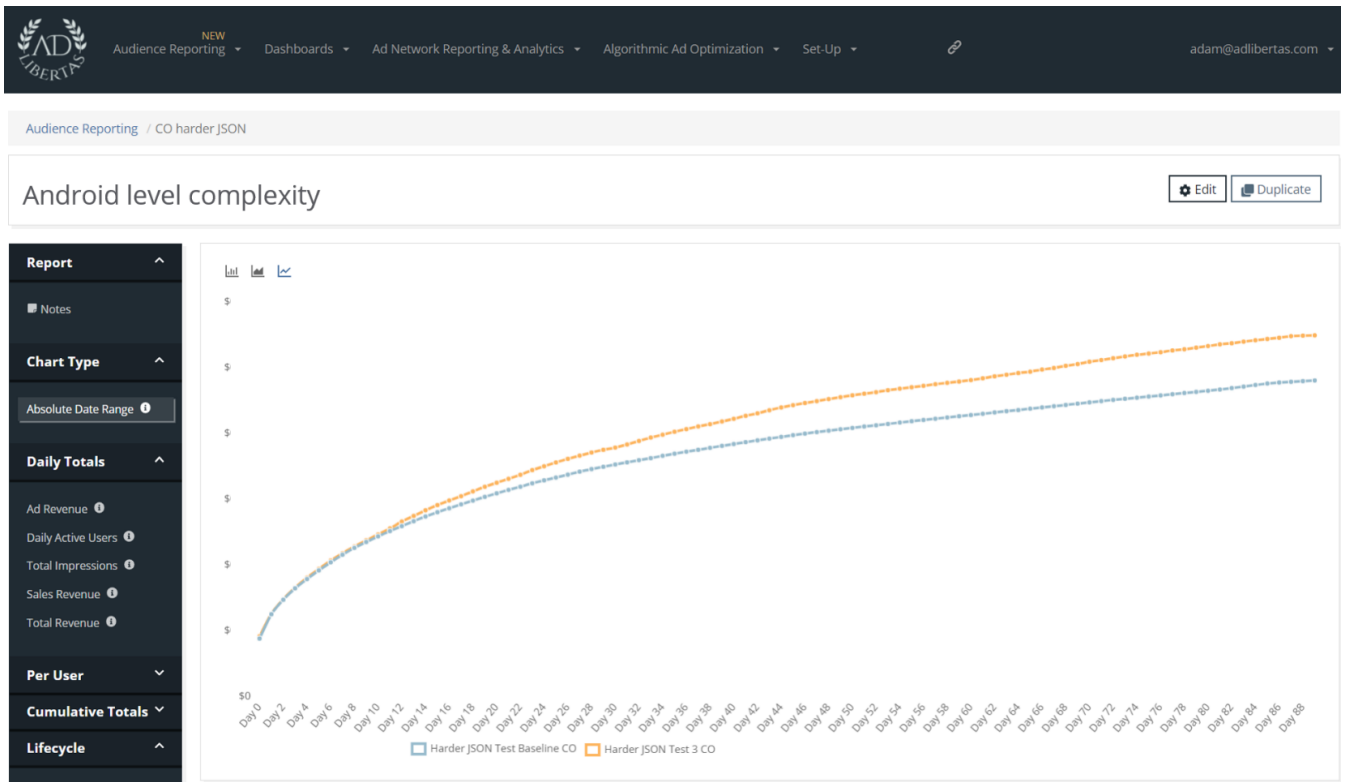 AD
LIBERTAS
NEW
Audience Reporting
Dashboards
Ad Network Reporting & Analytics
Algorithmic Ad Optimization
Set-Up
adam@adlibertas.com
Audience Reporting / CO harder JSON
Android level complexity
Edit
Duplicate
Report
Notes
Chart Type
Absolute Date Range
Daily Totals
Ad Revenue
Daily Active Users
Total Impressions
Sales Revenue
Total Revenue
Per User
Cumulative Totals
Lifecycle
$
$
$
$
$
$
$0
Day 0
Day 2
Day 4
Day 6
Day 8
Day 10
Day 12
Day 14
Day 16
Day 18
Day 20
Day 22
Day 24
Day 26
Day 28
Day 30
Day 32
Day 34
Day 36
Day 38
Day 40
Day 42
Day 44
Day 46
Day 48
Day 50
Day 52
Day 54
Day 56
Day 58
Day 60
Day 62
Day 64
Day 66
Day 68
Day 70
Day 72
Day 74
Day 76
Day 78
Day 80
Day 82
Day 84
Day 86
Day 88
Harder JSON Test Baseline CO
Harder JSON Test 3 CO